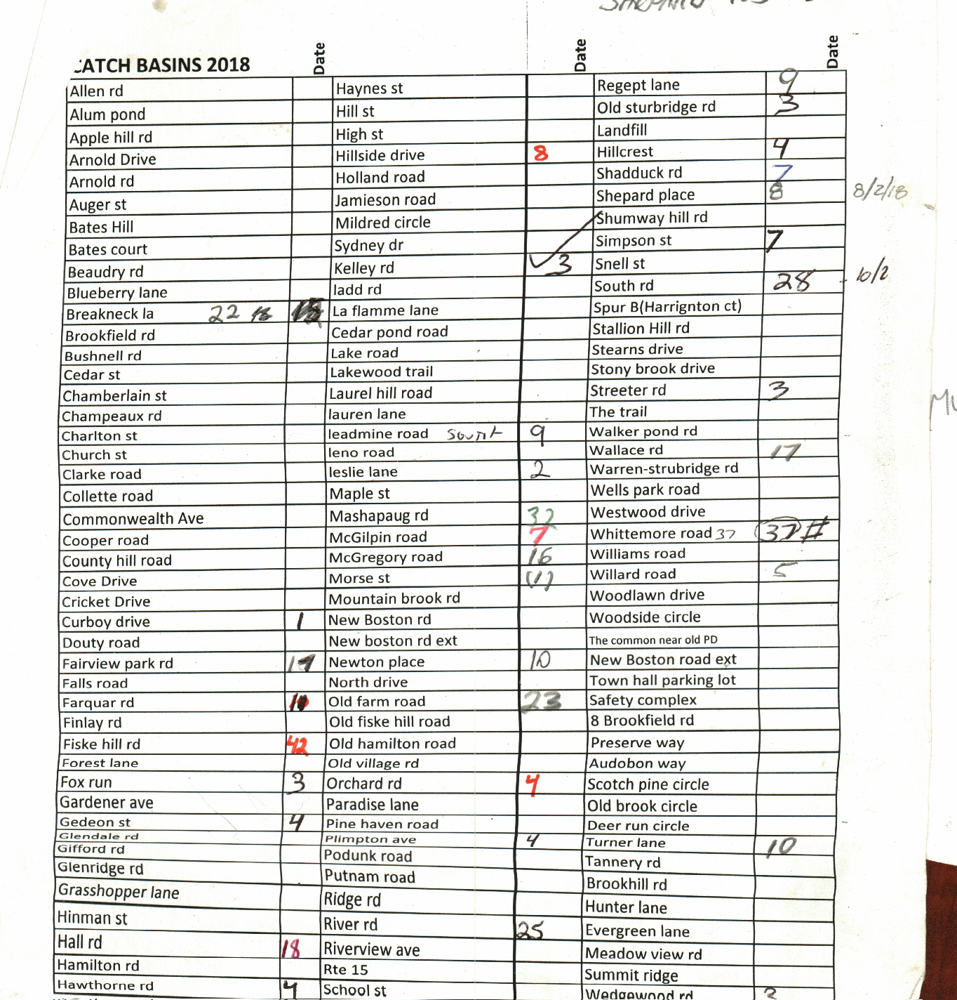 CATCH BASINS 2018 Date Date Date
Allen rd Haynes st Regept lane 9
Alum pond Hill st Old sturbridge rd 3
Apple hill rd High st Landfill
Arnold Drive Hillside drive 8 Hillcrest 4
Arnold rd Holland road Shadduck rd 7
Auger st Jamieson road Shepard place 8 8/2/18
Bates Hill Mildred circle Shumway hill rd
Bates court Sydney dr Simpson st 7
Beaudry rd Kelley rd ✓ 3 Snell st
Blueberry lane ladd rd South rd 28 - 10/2
Breakneck la 22 La flamme lane Spur B(Harrignton ct)
Brookfield rd Cedar pond road Stallion Hill rd
Bushnell rd Lake road Stearns drive
Cedar st Lakewood trail Stony brook drive
Chamberlain st Laurel hill road Streeter rd 3
Champeaux rd lauren lane The trail
Charlton st leadmine road South 9 Walker pond rd
Church st leno road Wallace rd 17
Clarke road leslie lane 2 Warren-strubridge rd
Collette road Maple st Wells park road
Commonwealth Ave Mashapaug rd 32 Westwood drive
Cooper road McGilpin road 7 Whittemore road 37 37#
County hill road McGregory road 16 Williams road
Cove Drive Morse st (1) Willard road 5
Cricket Drive Mountain brook rd Woodlawn drive
Curboy drive 1 New Boston rd Woodside circle
Douty road New boston rd ext The common near old PD
Fairview park rd Newton place 10 New Boston road ext
Falls road North drive Town hall parking lot
Farquar rd 10 Old farm road 23 Safety complex
Finlay rd Old fiske hill road 8 Brookfield rd
Fiske hill rd 42 Old hamilton road Preserve way
Forest lane Old village rd Audobon way
Fox run 3 Orchard rd 4 Scotch pine circle
Gardener ave Paradise lane Old brook circle
Gedeon st 4 Pine haven road Deer run circle
Glendale rd Plimpton ave 4 Turner lane 10
Gifford rd Podunk road Tannery rd
Glenridge rd Putnam road Brookhill rd
Grasshopper lane Ridge rd Hunter lane
Hinman st River rd 25 Evergreen lane
Hall rd 18 Riverview ave Meadow view rd
Hamilton rd Rte 15 Summit ridge
Hawthorne rd 4 School st Wedgewood rd